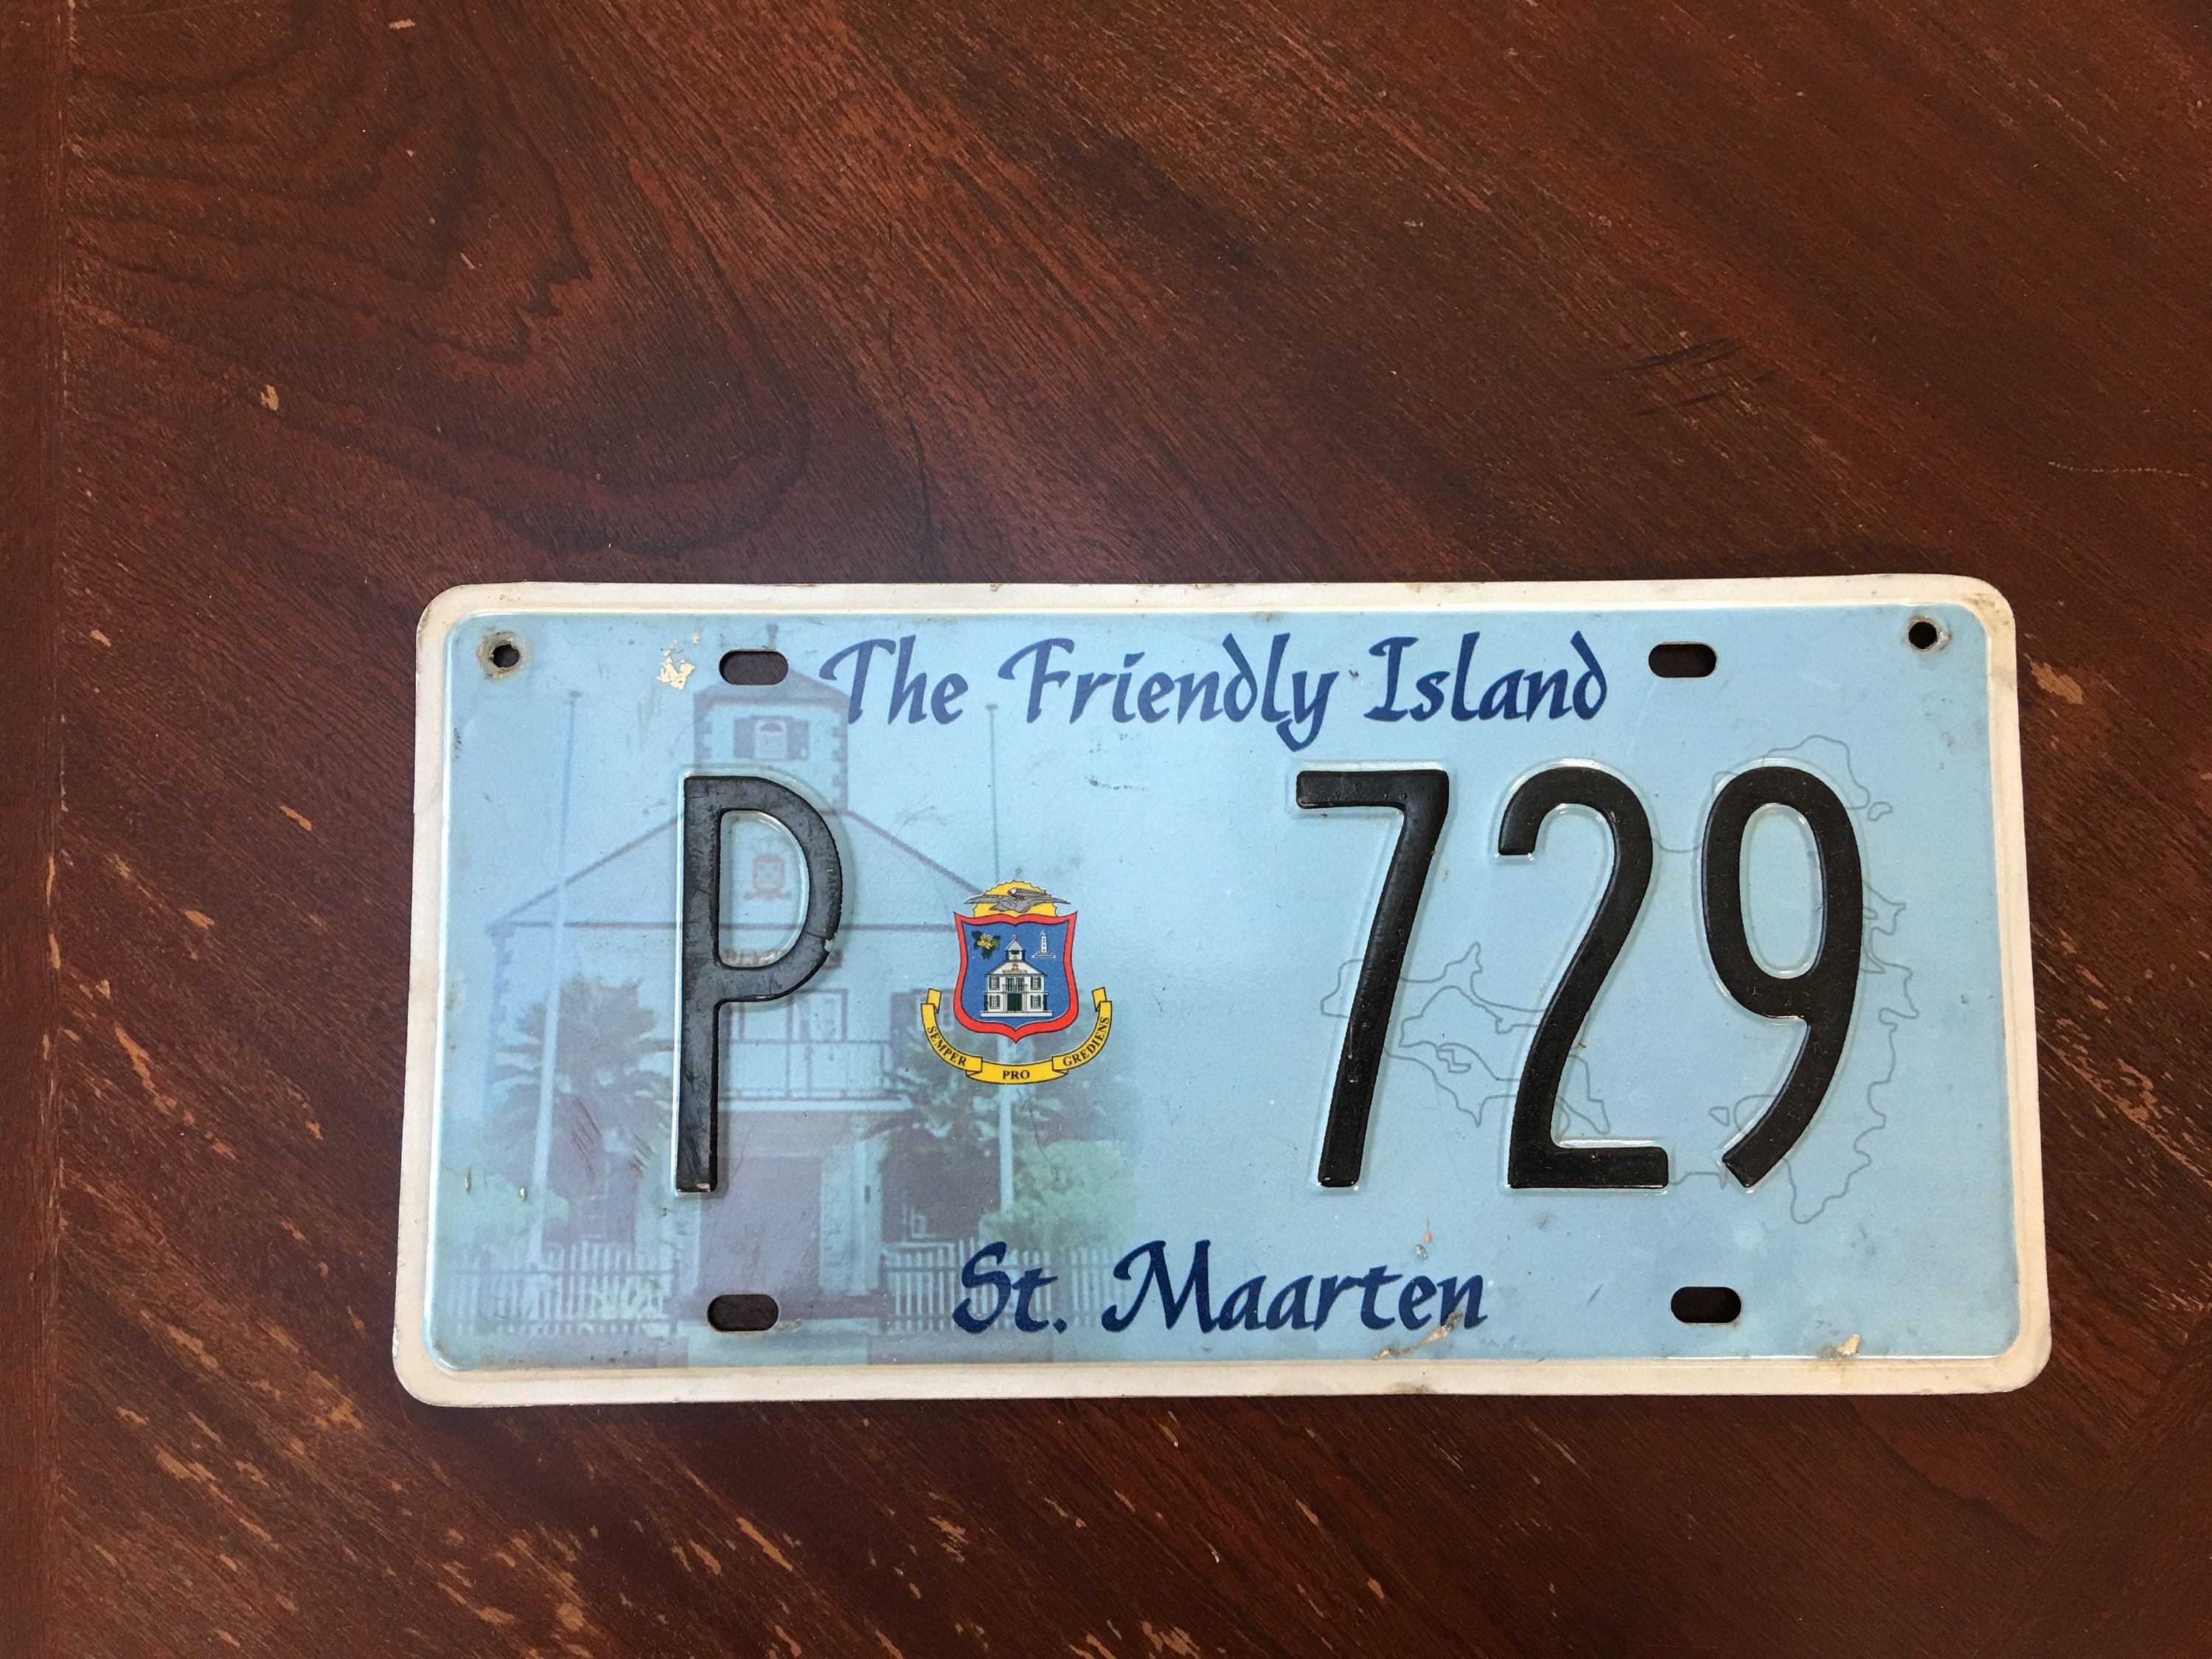 The Friendly Island
P 729
SEMPER PRO GREDIENS
St. Maarten